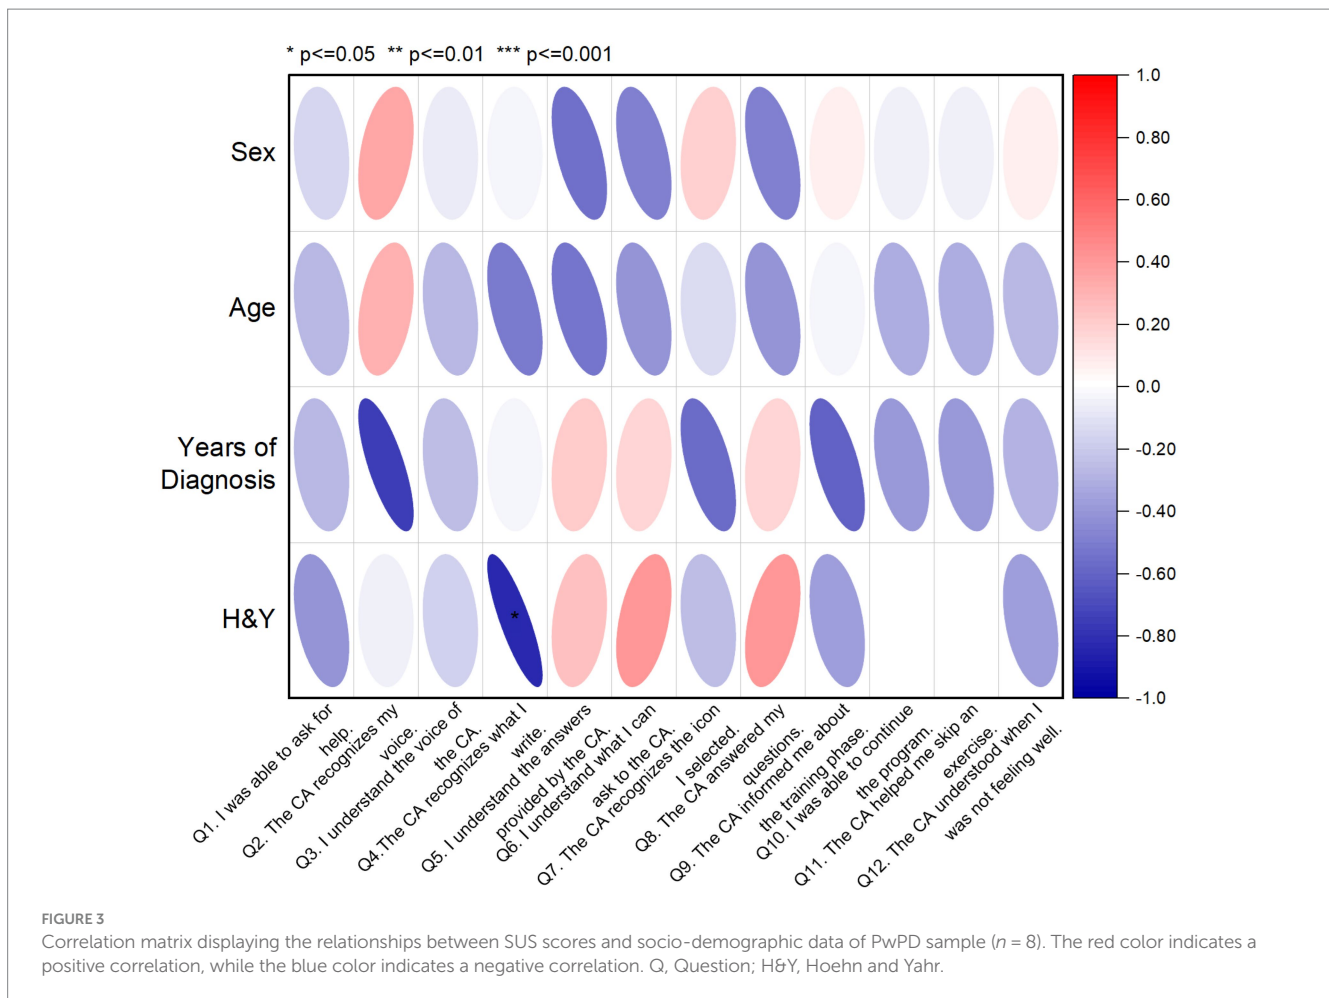 * p<=0.05 ** p<=0.01 *** p<=0.001
Sex
Age
Years of
Diagnosis
H&Y
1.0
0.80
0.60
0.40
0.20
0.0
-0.20
-0.40
-0.60
-0.80
-1.0
Q1. I was able to ask for
help.
Q2. The CA recognizes my
voice.
Q3. I understand the voice of
the CA.
Q4. The CA recognizes what I
write.
Q5. I understand the answers
provided by the CA.
Q6. I understand what I can
ask to the CA.
Q7. The CA recognizes the icon
I selected.
Q8. The CA answered my
questions.
Q9. The CA informed me about
the training phase.
Q10. I was able to continue
the program.
Q11. The CA helped me skip an
exercise.
Q12. The CA understood when I
was not feeling well.
*
FIGURE 3
Correlation matrix displaying the relationships between SUS scores and socio-demographic data of PwPD sample (n = 8). The red color indicates a
positive correlation, while the blue color indicates a negative correlation. Q, Question; H&Y, Hoehn and Yahr.